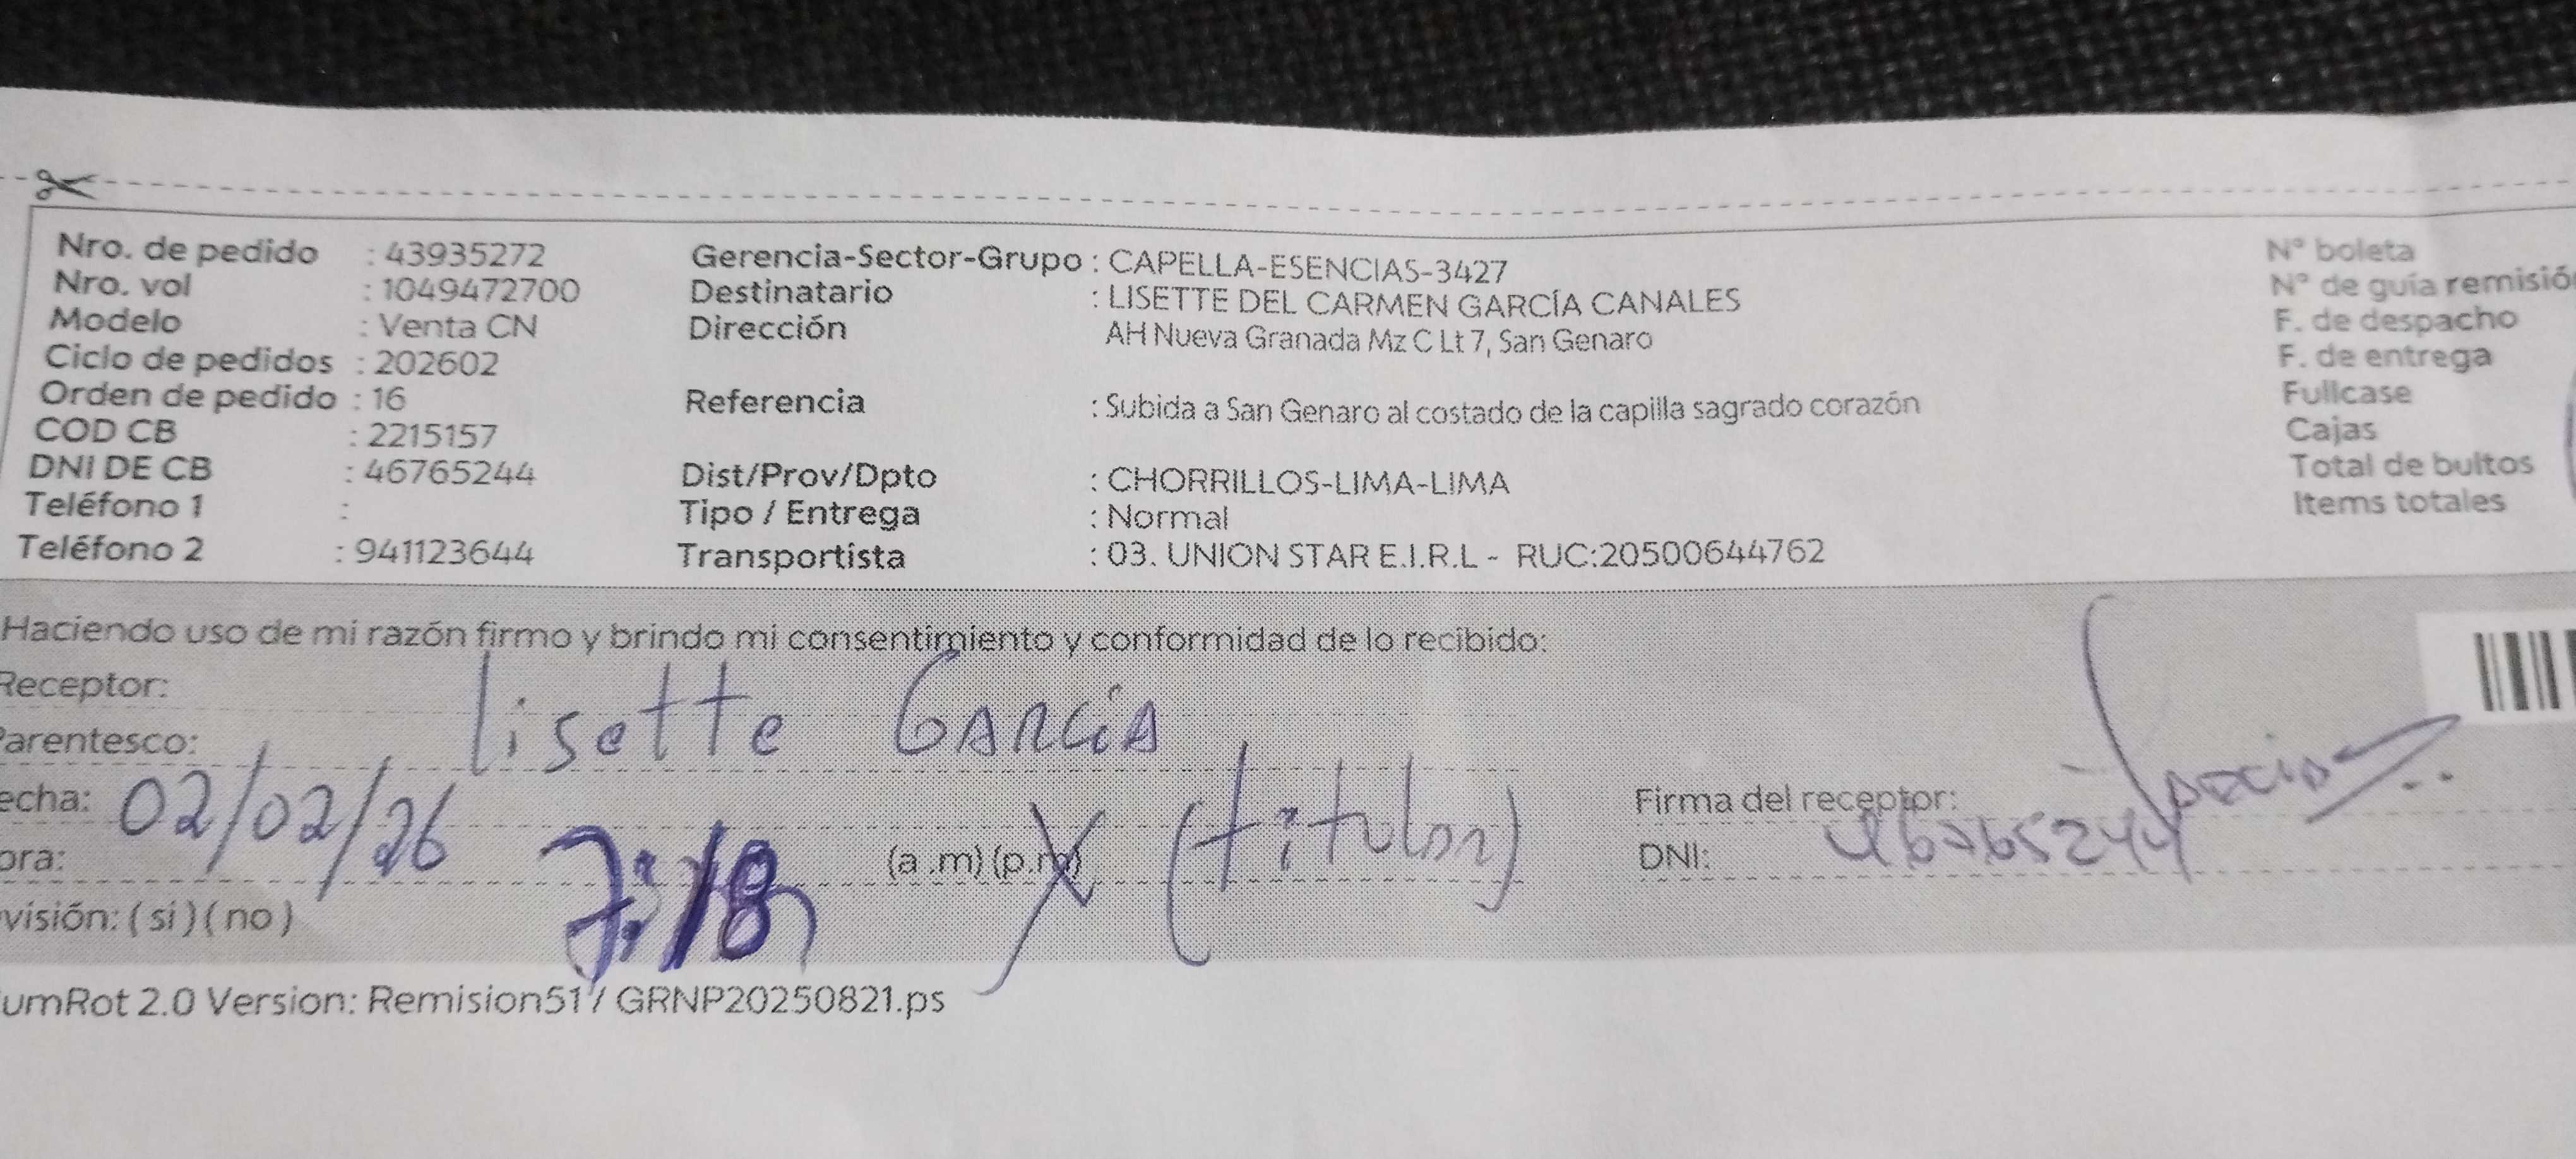 Nro. de pedido : 43935272
Nro. vol : 1049472700
Modelo : Venta CN
Ciclo de pedidos : 202602
Orden de pedido : 16
COD CB : 2215157
DNI DE CB : 46765244
Teléfono 1 :
Teléfono 2 : 941123644
Gerencia-Sector-Grupo : CAPELLA-ESENCIAS-3427
Destinatario : LISETTE DEL CARMEN GARCÍA CANALES
Dirección AH Nueva Granada Mz C Lt 7, San Genaro
Referencia : Subida a San Genaro al costado de la capilla sagrado corazón
Dist/Prov/Dpto : CHORRILLOS-LIMA-LIMA
Tipo / Entrega : Normal
Transportista : 03. UNION STAR E.I.R.L - RUC:20500644762
N° boleta
N° de guía remisió
F. de despacho
F. de entrega
Fullcase
Cajas
Total de bultos
Items totales
Haciendo uso de mi razón firmo y brindo mi consentimiento y conformidad de lo recibido:
Receptor: lisette GARCÍA
Parentesco: (titular)
echa: 02/02/26
ora: (a .m) (p.m)
visión: ( si ) ( no )
Firma del receptor:
DNI: 46765244
umRot 2.0 Version: Remision51 / GRNP20250821.ps